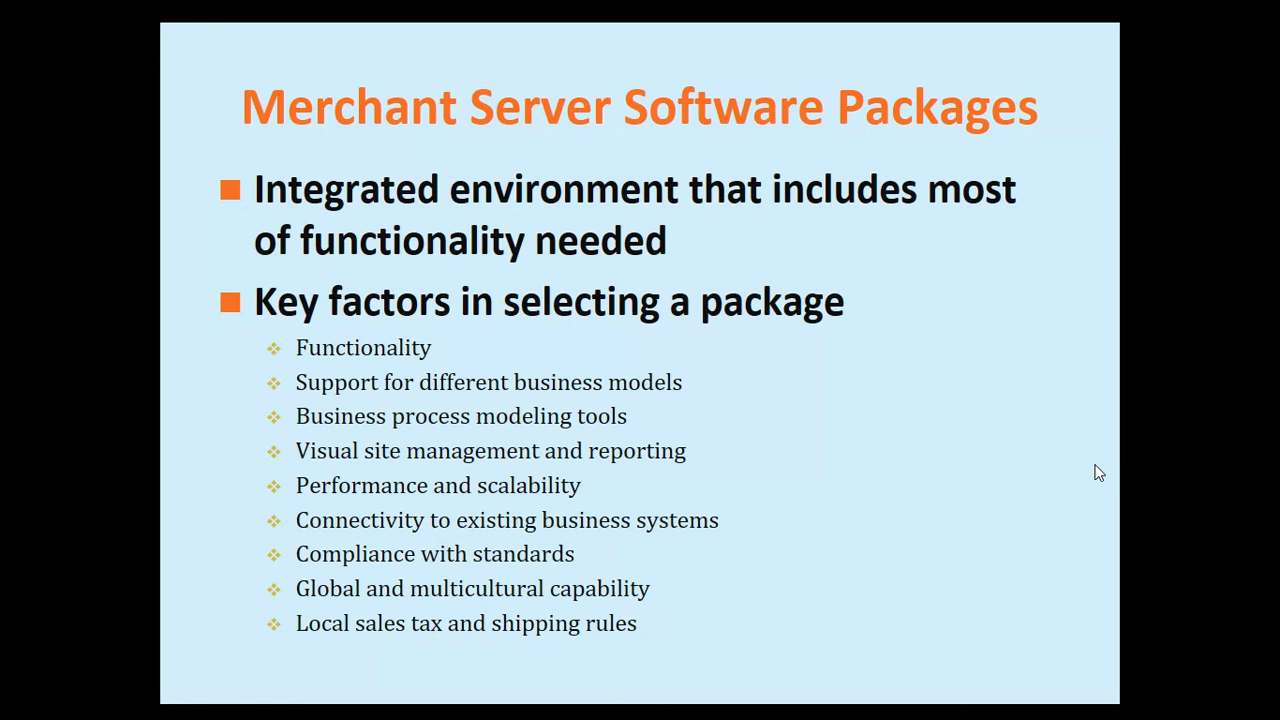 Merchant Server Software Packages
Integrated environment that includes most
of functionality needed
Key factors in selecting a package
Functionality
Support for different business models
Business process modeling tools
Visual site management and reporting
Performance and scalability
Connectivity to existing business systems
Compliance with standards
Global and multicultural capability
Local sales tax and shipping rules